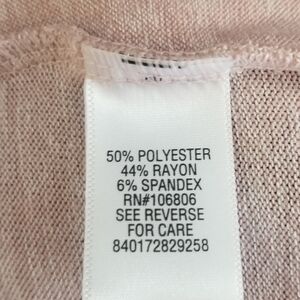 50% POLYESTER
44% RAYON
6% SPANDEX
RN#106806
SEE REVERSE
FOR CARE
840172829258